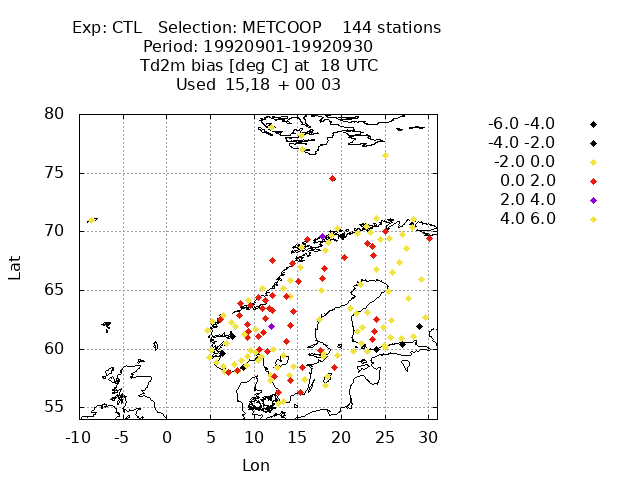 Exp: CTL Selection: METCOOP 144 stations
Period: 19920901-19920930
Td2m bias [deg C] at 18 UTC
Used 15,18 + 00 03
-6.0 -4.0
-4.0 -2.0
-2.0 0.0
0.0 2.0
2.0 4.0
4.0 6.0
80
75
70
65
60
55
Lat
-10 -5 0 5 10 15 20 25 30
Lon